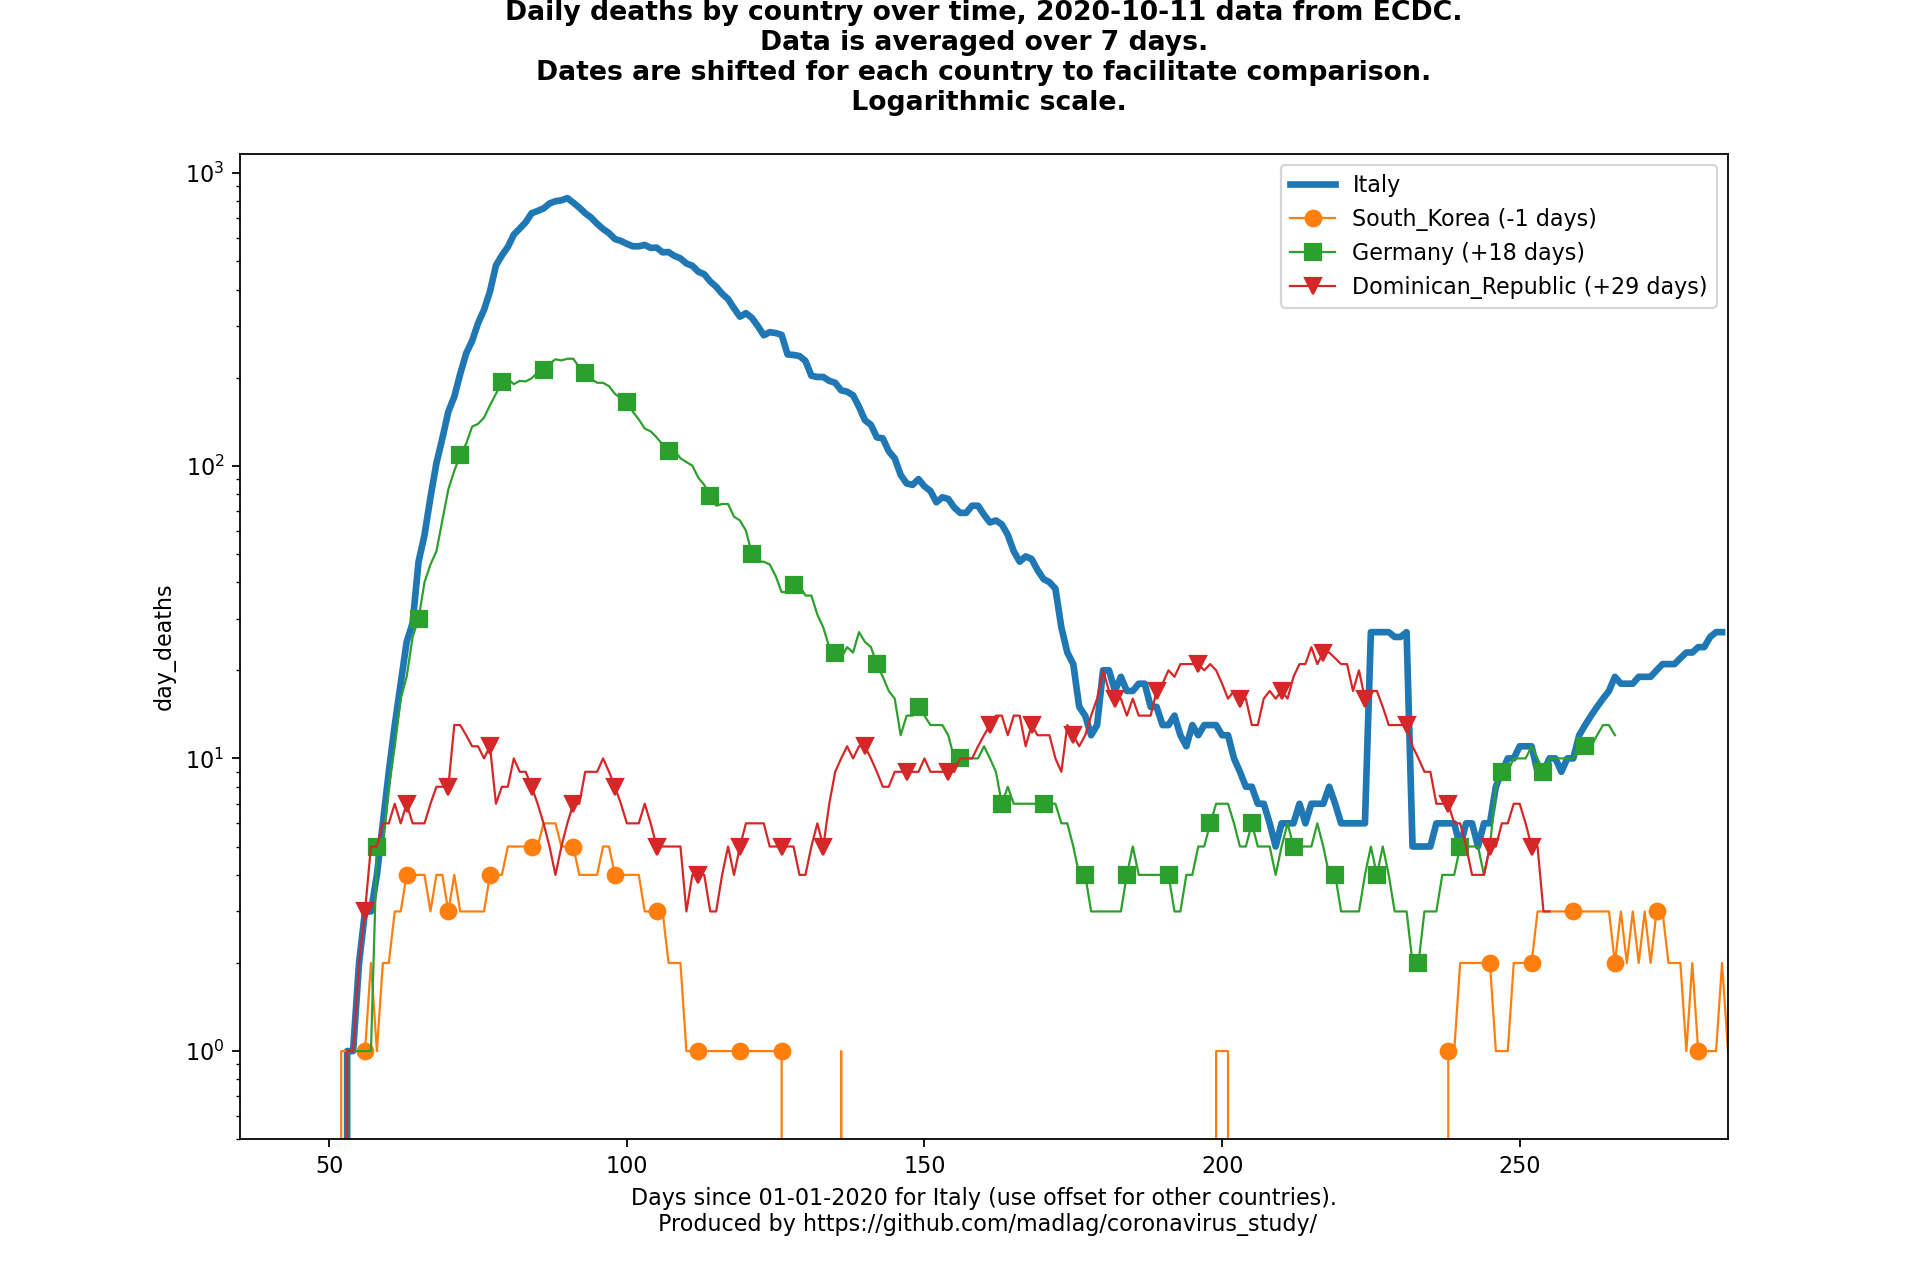 Daily deaths by country over time, 2020-10-11 data from ECDC.
Data is averaged over 7 days.
Dates are shifted for each country to facilitate comparison.
Logarithmic scale.
10³
10²
10¹
10⁰
day_deaths
Italy
South_Korea (-1 days)
Germany (+18 days)
Dominican_Republic (+29 days)
50 100 150 200 250
Days since 01-01-2020 for Italy (use offset for other countries).
Produced by https://github.com/madlag/coronavirus_study/